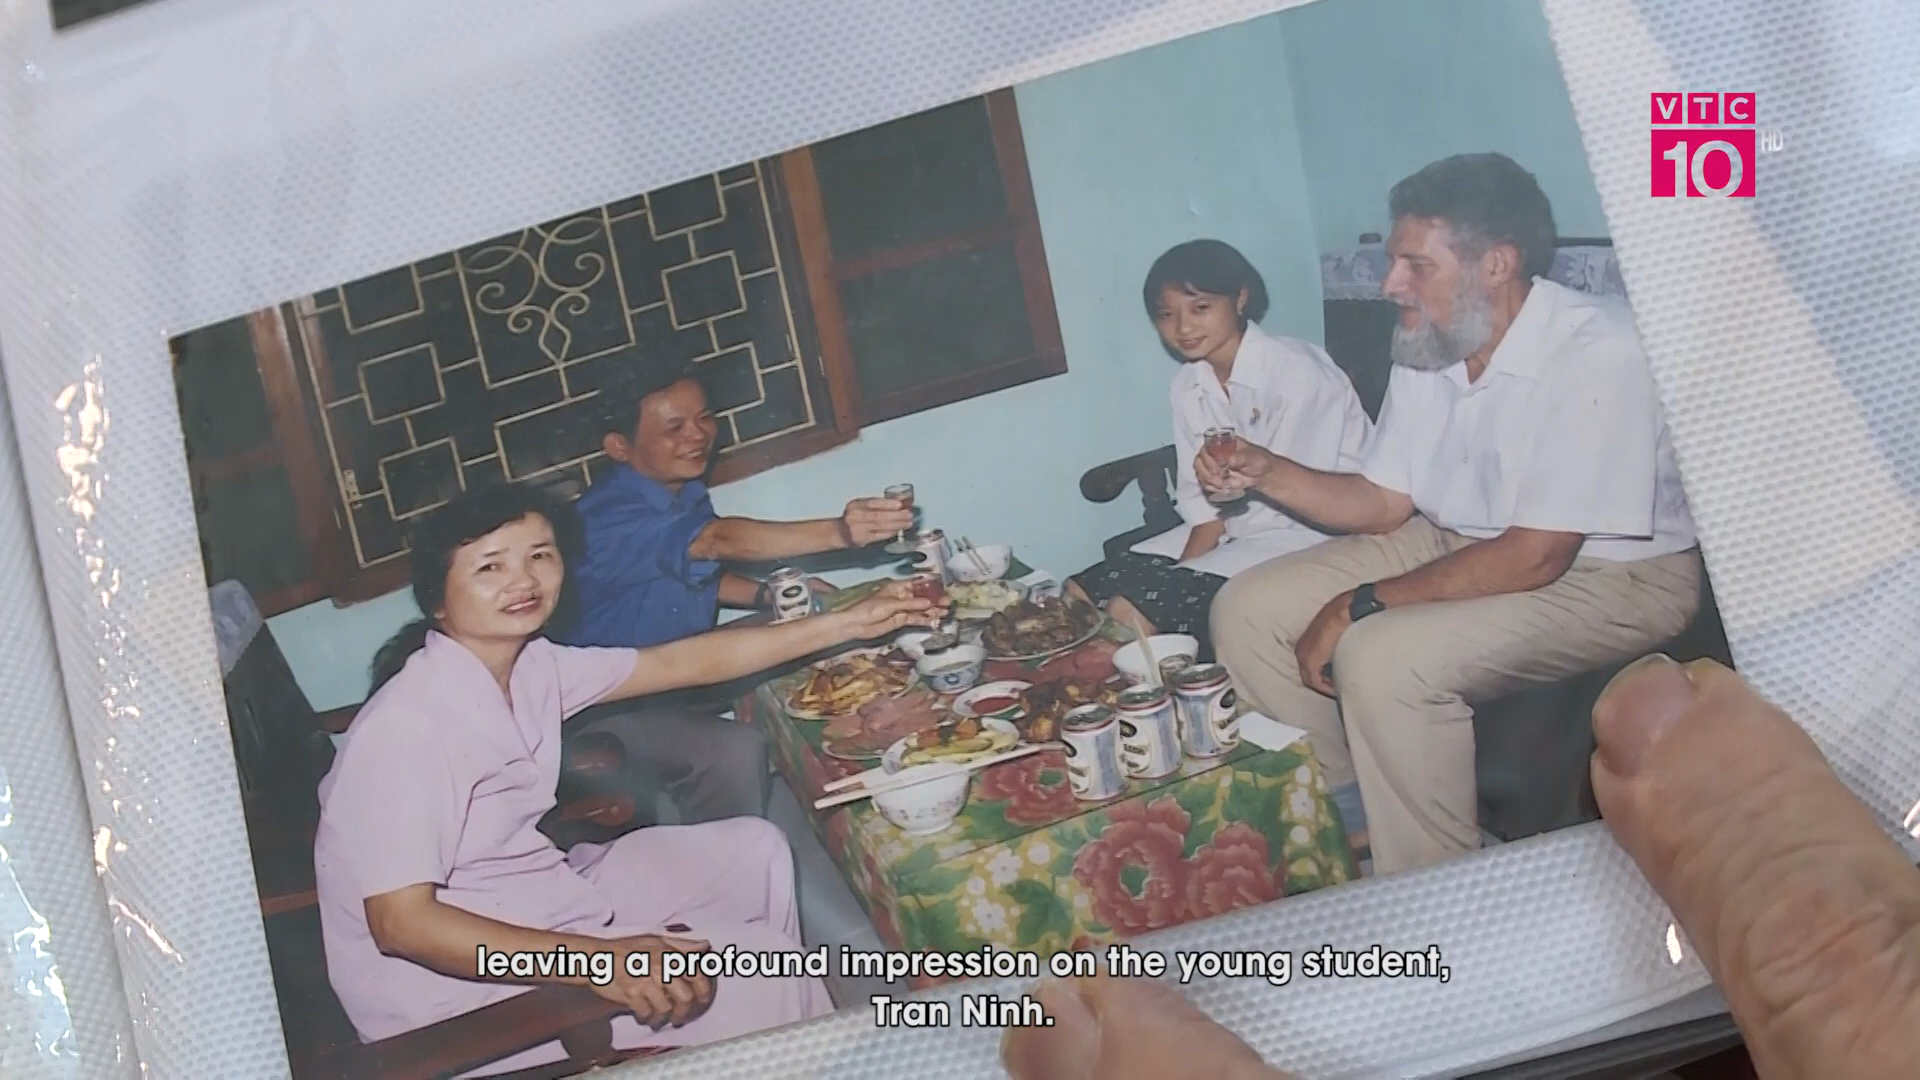 VTC
10 HD
leaving a profound impression on the young student,
Tran Ninh.